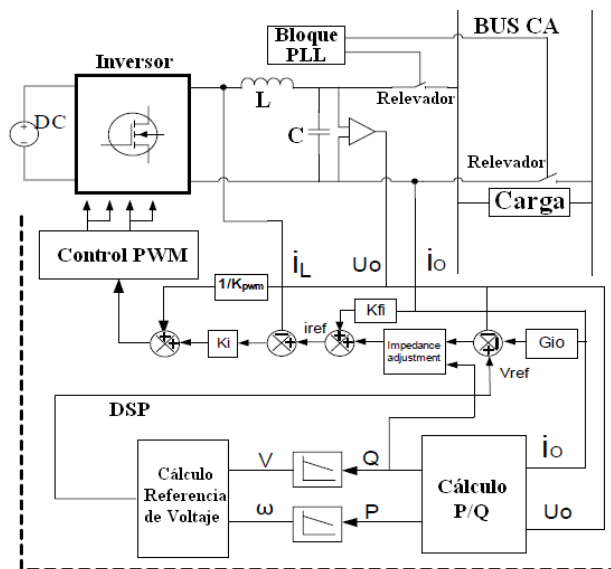 Bloque
PLL
BUS CA
Inversor
DC
L
C
Relevador
Relevador
Carga
Control PWM
1/Kpwm
iL
Uo
iO
Kfi
Ki
iref
Impedance
adjustment
Gio
Vref
DSP
Cálculo
Referencia
de Voltaje
V
Q
ω
P
Cálculo
P/Q
iO
Uo